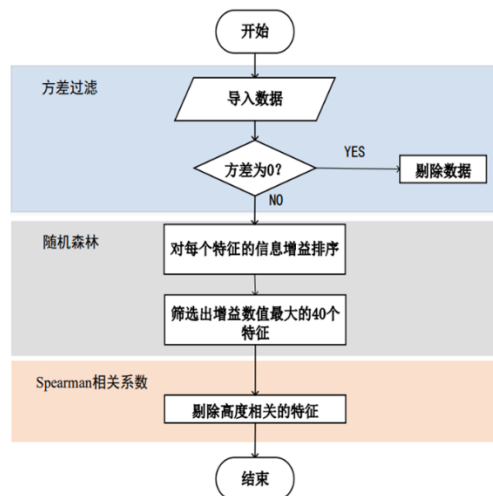 开始
方差过滤
导入数据
方差为0?
YES
剔除数据
NO
随机森林
对每个特征的信息增益排序
筛选出增益数值最大的40个
特征
Spearman相关系数
剔除高度相关的特征
结束